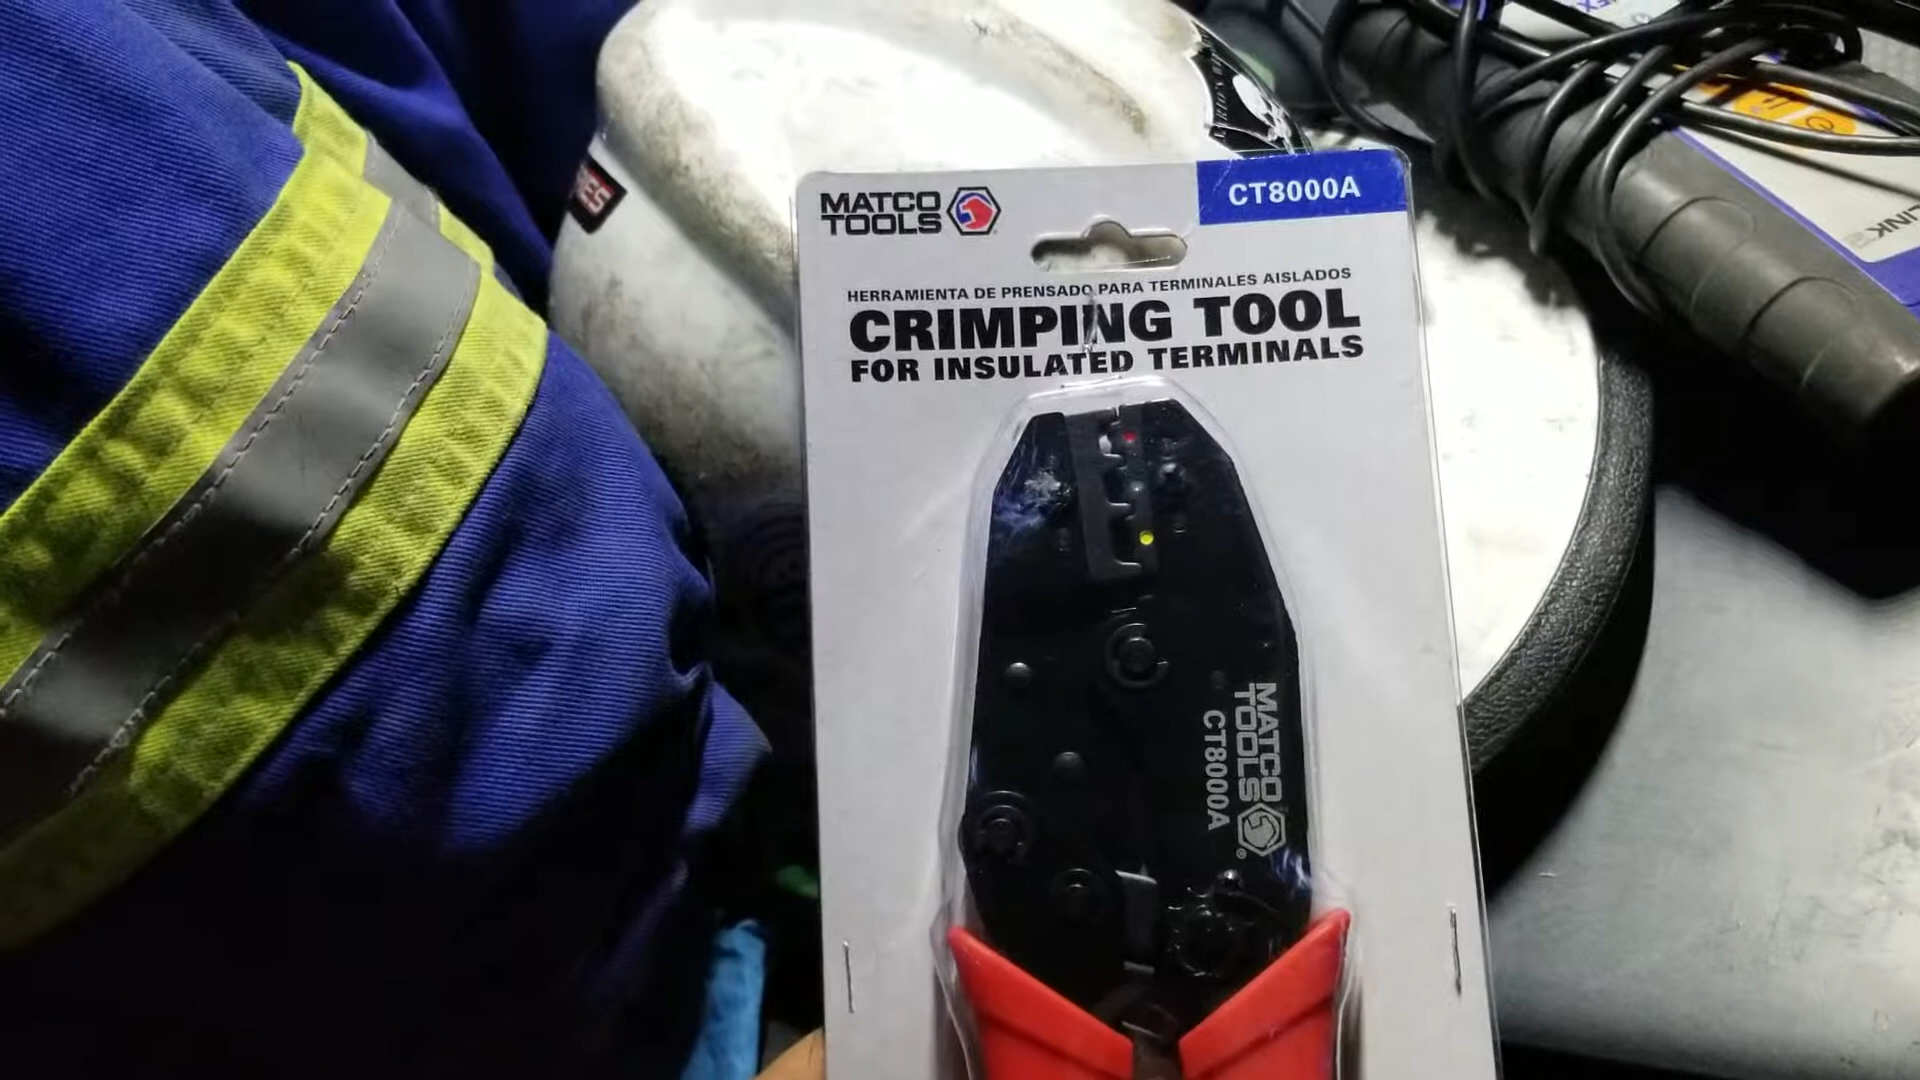 MATCO
TOOLS
CT8000A
HERRAMIENTA DE PRENSADO PARA TERMINALES AISLADOS
CRIMPING TOOL
FOR INSULATED TERMINALS
MATCO
TOOLS
®
CT8000A